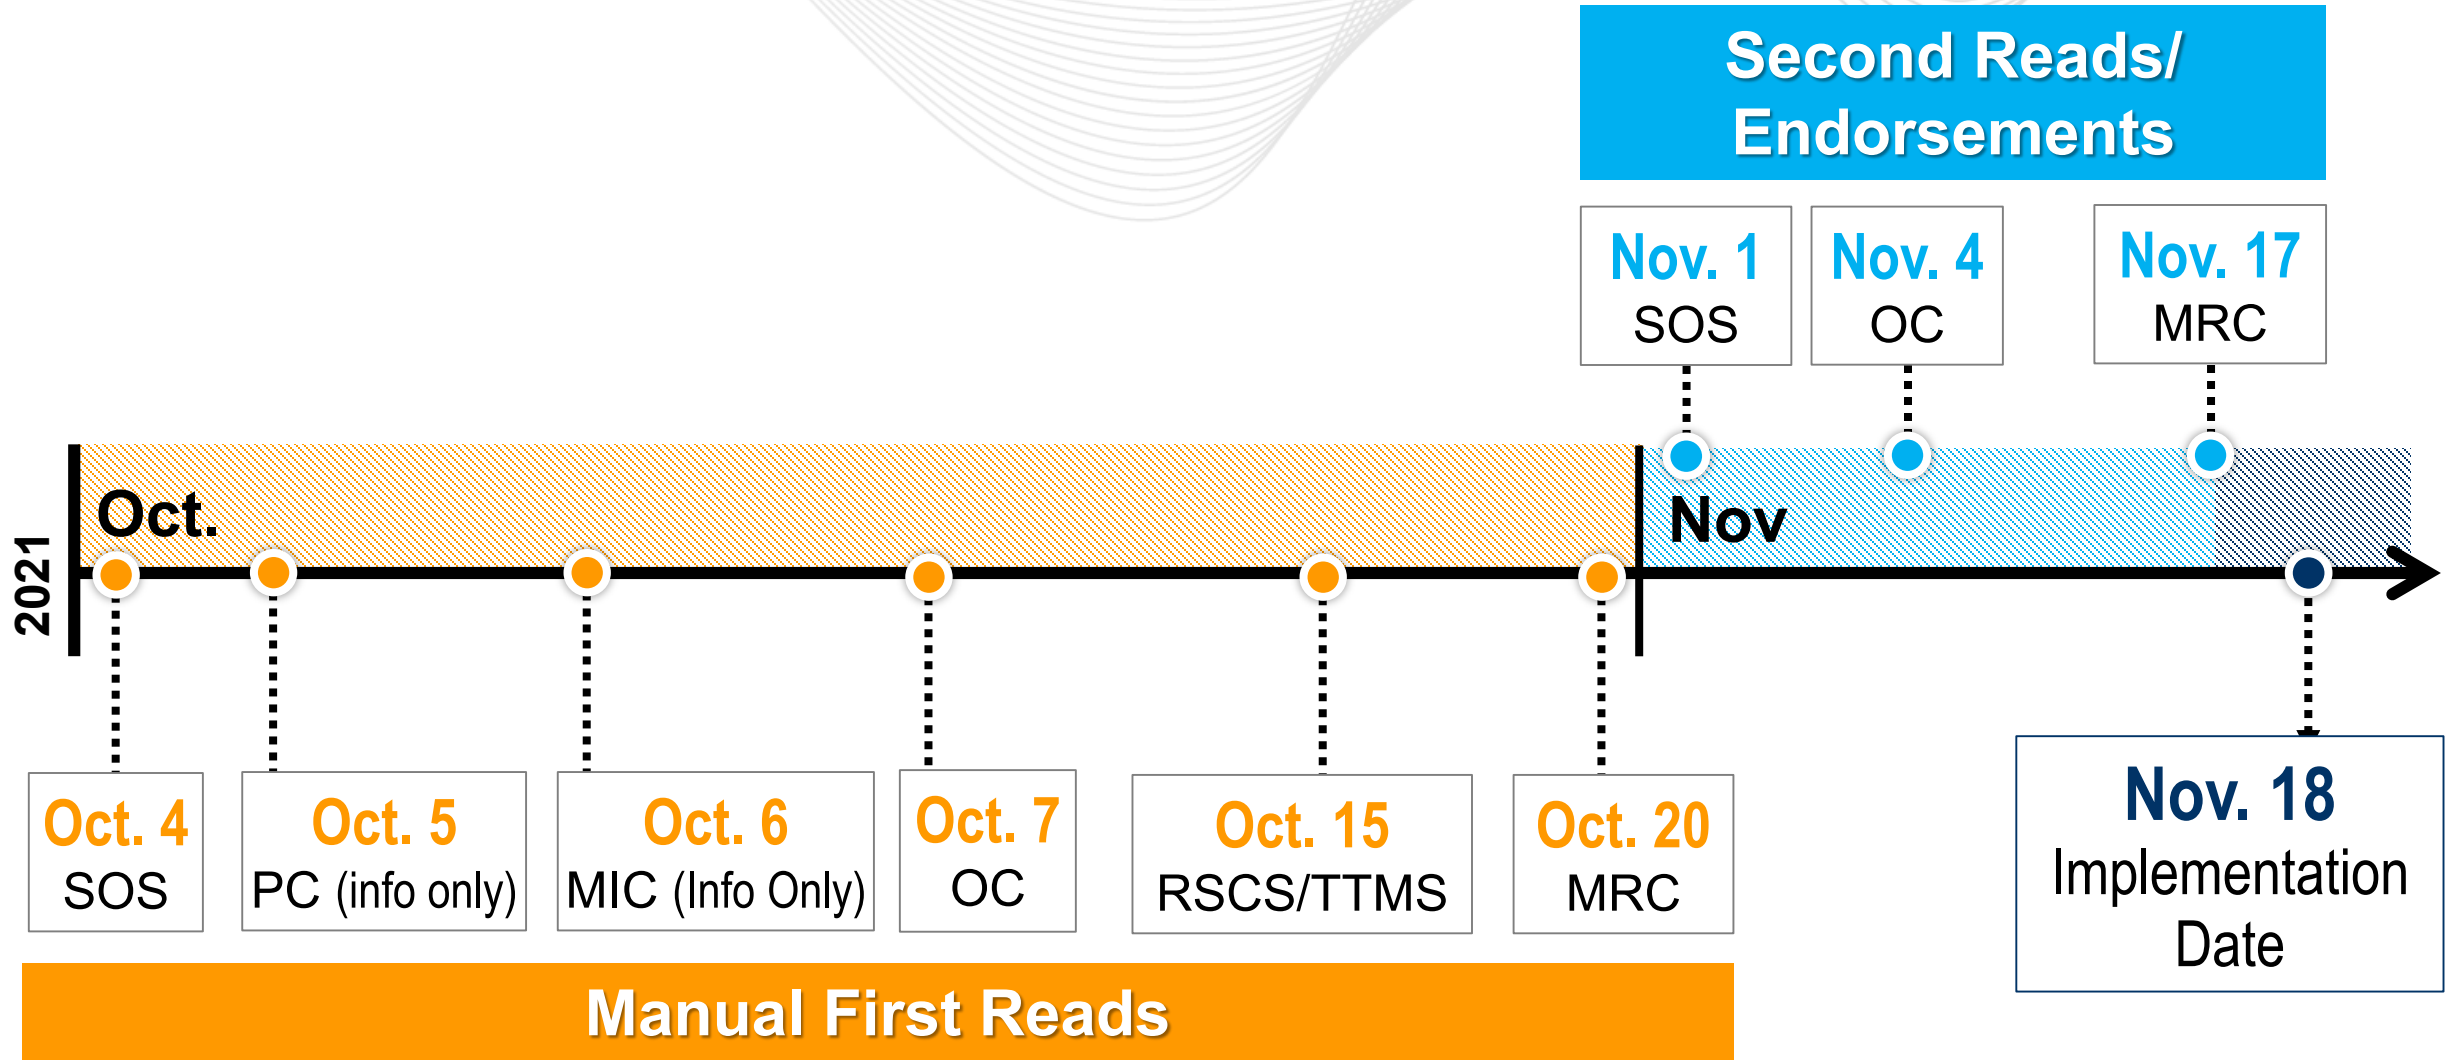 Second Reads/
Endorsements
Nov. 1
SOS
Nov. 4
OC
Nov. 17
MRC
2021
Oct.
Nov
Oct. 4
SOS
Oct. 5
PC (info only)
Oct. 6
MIC (Info Only)
Oct. 7
OC
Oct. 15
RSCS/TTMS
Oct. 20
MRC
Nov. 18
Implementation
Date
Manual First Reads